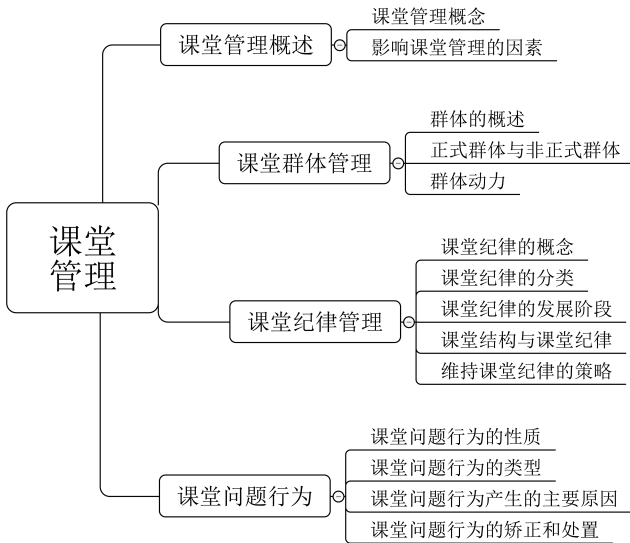 课堂
管理
课堂管理概述
课堂管理概念
影响课堂管理的因素
课堂群体管理
群体的概述
正式群体与非正式群体
群体动力
课堂纪律管理
课堂纪律的概念
课堂纪律的分类
课堂纪律的发展阶段
课堂结构与课堂纪律
维持课堂纪律的策略
课堂问题行为
课堂问题行为的性质
课堂问题行为的类型
课堂问题行为产生的主要原因
课堂问题行为的矫正和处置